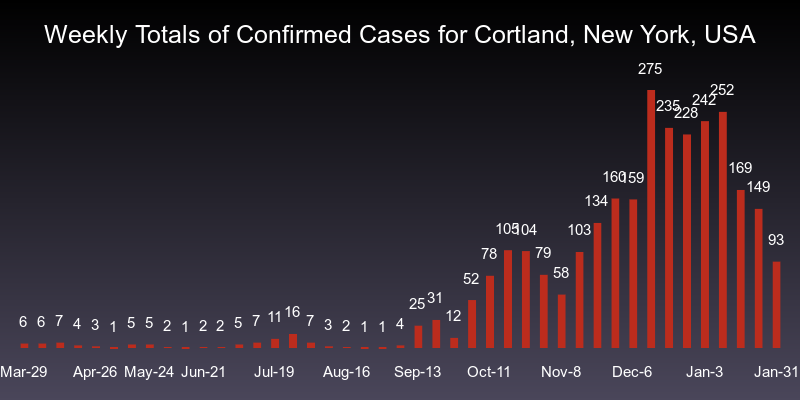 Weekly Totals of Confirmed Cases for Cortland, New York, USA
6 6 7 4 3 1 5 5 2 1 2 2 5 7 11 16 7 3 2 1 1 4 25 31 12 52 78 105 104 79 58 103 134 160 159 275 235 228 242 252 169 149 93
Mar-29 Apr-26 May-24 Jun-21 Jul-19 Aug-16 Sep-13 Oct-11 Nov-8 Dec-6 Jan-3 Jan-31